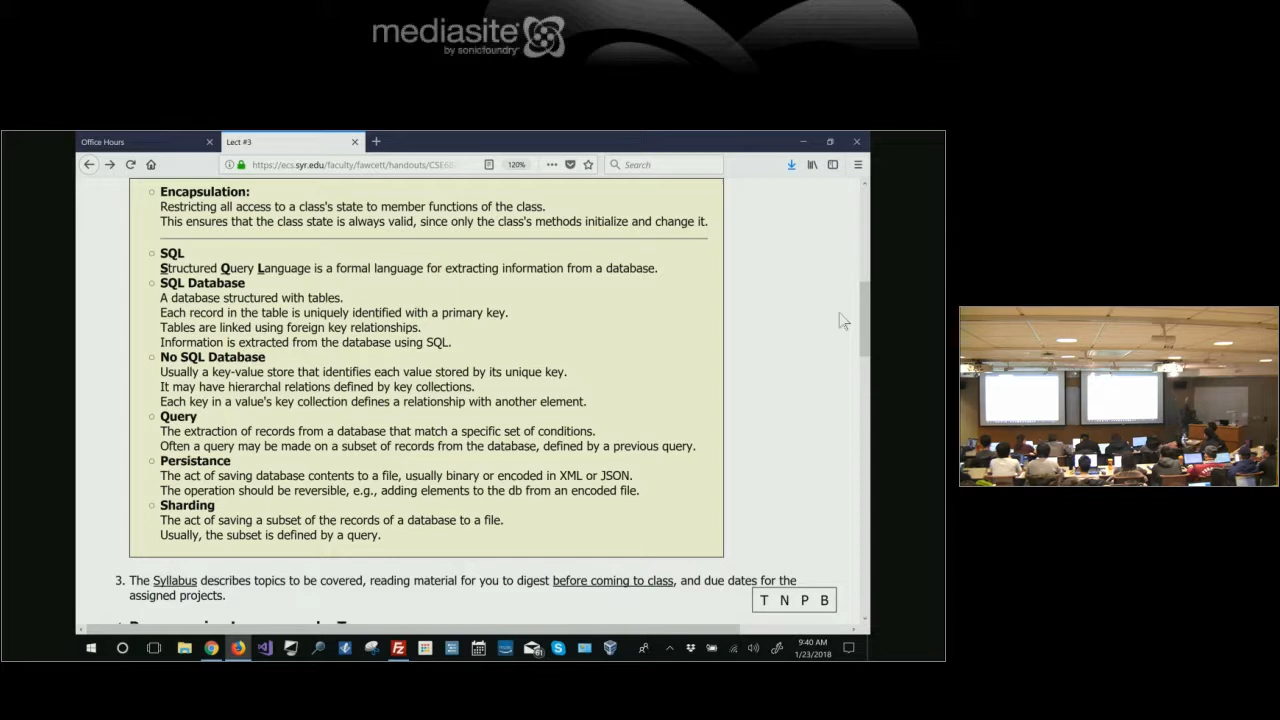 mediasite
by sonicfoundry
Office Hours
Lect #3
https://ecs.syr.edu/faculty/fawcett/handouts/CSE68
120%
Search
Encapsulation:
Restricting all access to a class's state to member functions of the class.
This ensures that the class state is always valid, since only the class's methods initialize and change it.
SQL
Structured Query Language is a formal language for extracting information from a database.
SQL Database
A database structured with tables.
Each record in the table is uniquely identified with a primary key.
Tables are linked using foreign key relationships.
Information is extracted from the database using SQL.
No SQL Database
Usually a key-value store that identifies each value stored by its unique key.
It may have hierarchal relations defined by key collections.
Each key in a value's key collection defines a relationship with another element.
Query
The extraction of records from a database that match a specific set of conditions.
Often a query may be made on a subset of records from the database, defined by a previous query.
Persistance
The act of saving database contents to a file, usually binary or encoded in XML or JSON.
The operation should be reversible, e.g., adding elements to the db from an encoded file.
Sharding
The act of saving a subset of the records of a database to a file.
Usually, the subset is defined by a query.
3. The Syllabus describes topics to be covered, reading material for you to digest before coming to class, and due dates for the
assigned projects.
T N P B
9:40 AM
1/23/2018